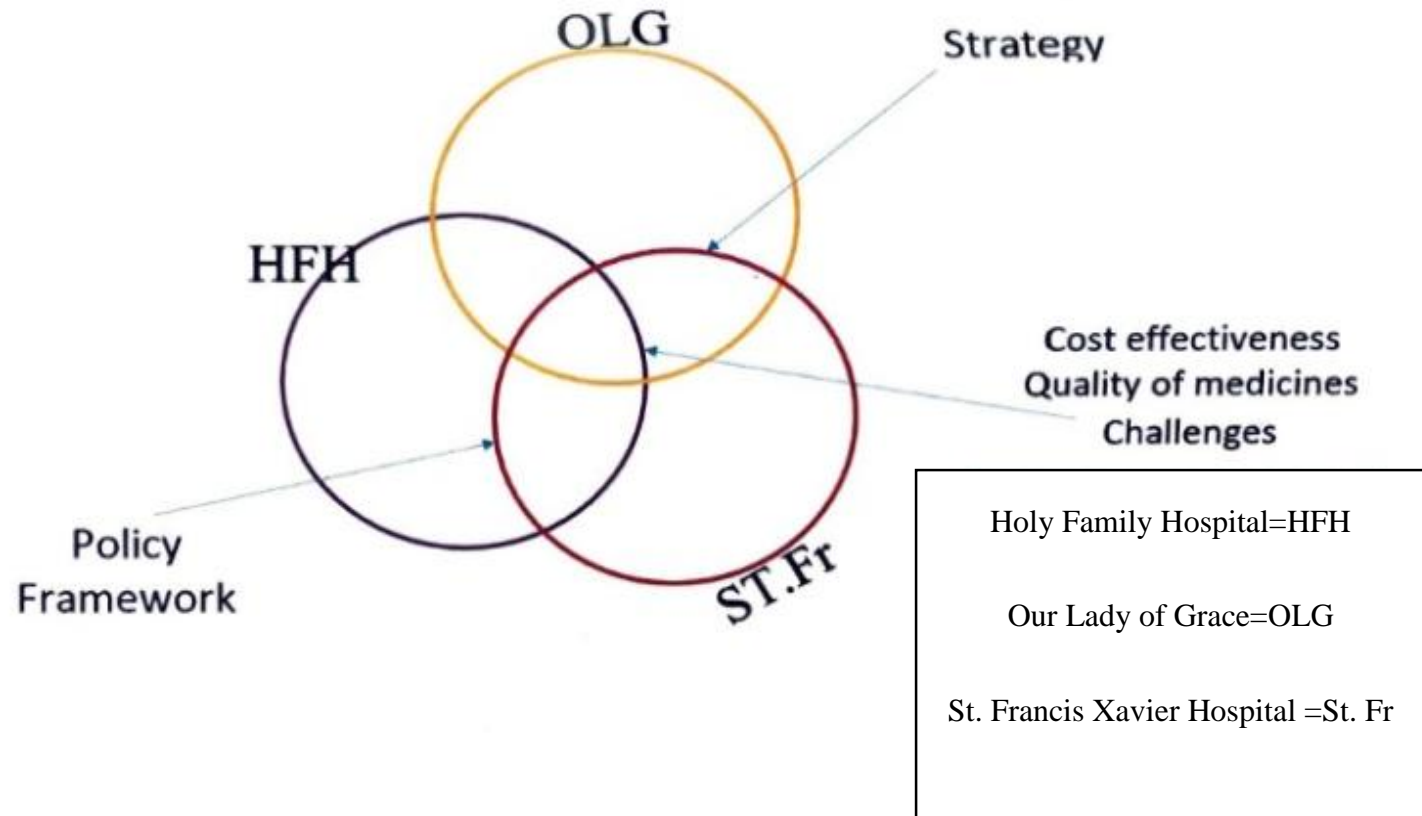 OLG
Strategy
HFH
Cost effectiveness
Quality of medicines
Challenges
Policy
Framework
ST.Fr
Holy Family Hospital=HFH
Our Lady of Grace=OLG
St. Francis Xavier Hospital =St. Fr